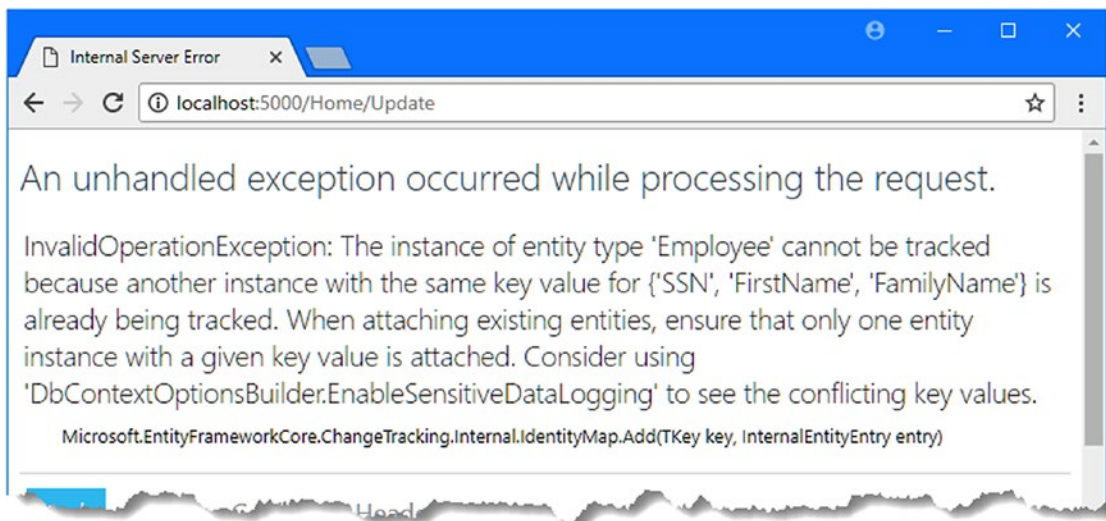 Internal Server Error
localhost:5000/Home/Update
An unhandled exception occurred while processing the request.
InvalidOperationException: The instance of entity type 'Employee' cannot be tracked
because another instance with the same key value for {'SSN', 'FirstName', 'FamilyName'} is
already being tracked. When attaching existing entities, ensure that only one entity
instance with a given key value is attached. Consider using
'DbContextOptionsBuilder.EnableSensitiveDataLogging' to see the conflicting key values.
Microsoft.EntityFrameworkCore.ChangeTracking.Internal.IdentityMap.Add(TKey key, InternalEntityEntry entry)